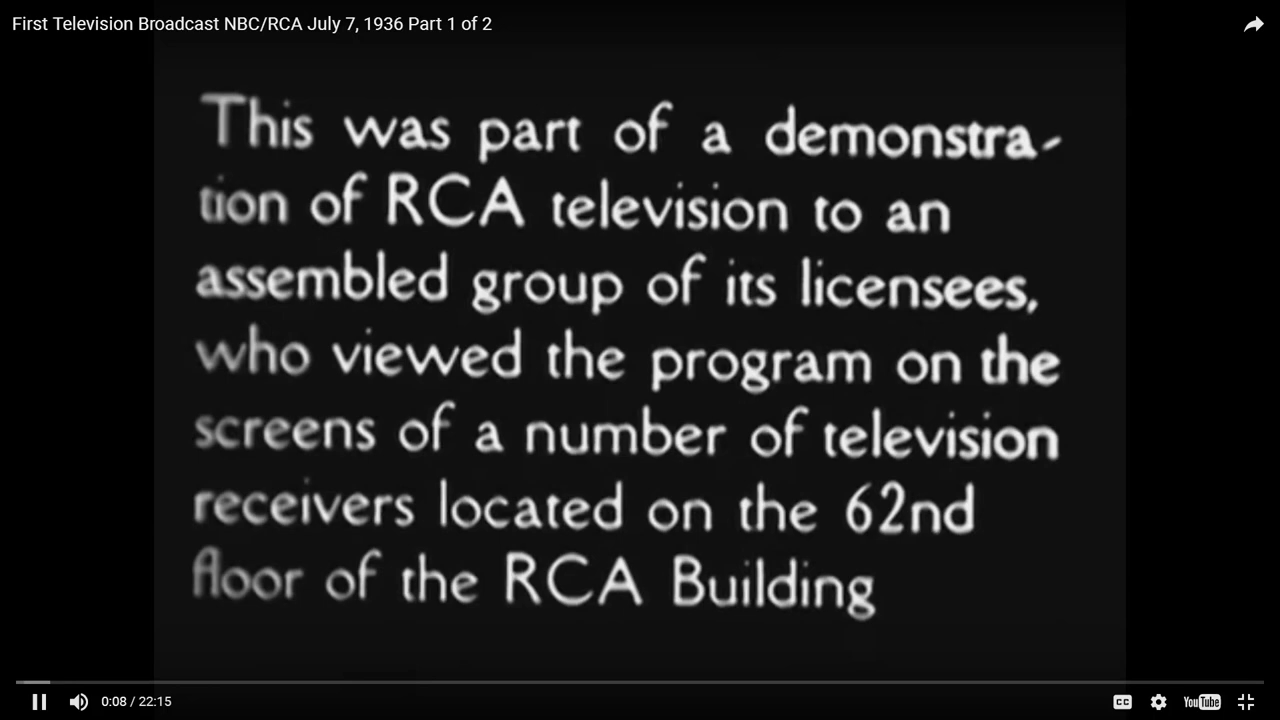 First Television Broadcast NBC/RCA July 7, 1936 Part 1 of 2
This was part of a demonstra-
tion of RCA television to an
assembled group of its licensees,
who viewed the program on the
screens of a number of television
receivers located on the 62nd
floor of the RCA Building
0:08 / 22:15
CC
YouTube